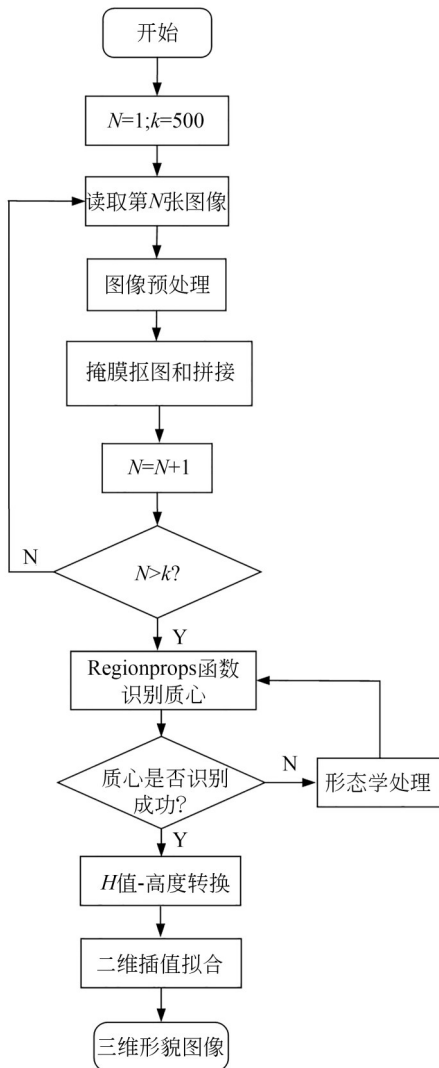 开始
N=1;k=500
读取第N张图像
图像预处理
掩膜抠图和拼接
N=N+1
N
N>k?
Y
Regionprops函数
识别质心
质心是否识别
成功?
N
形态学处理
Y
H值-高度转换
二维插值拟合
三维形貌图像